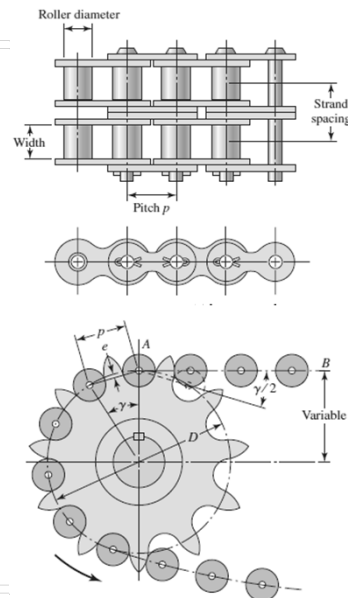 Roller diameter
Strand
spacing
Width
Pitch p
p
e
A
B
γ/2
γ
D
Variable